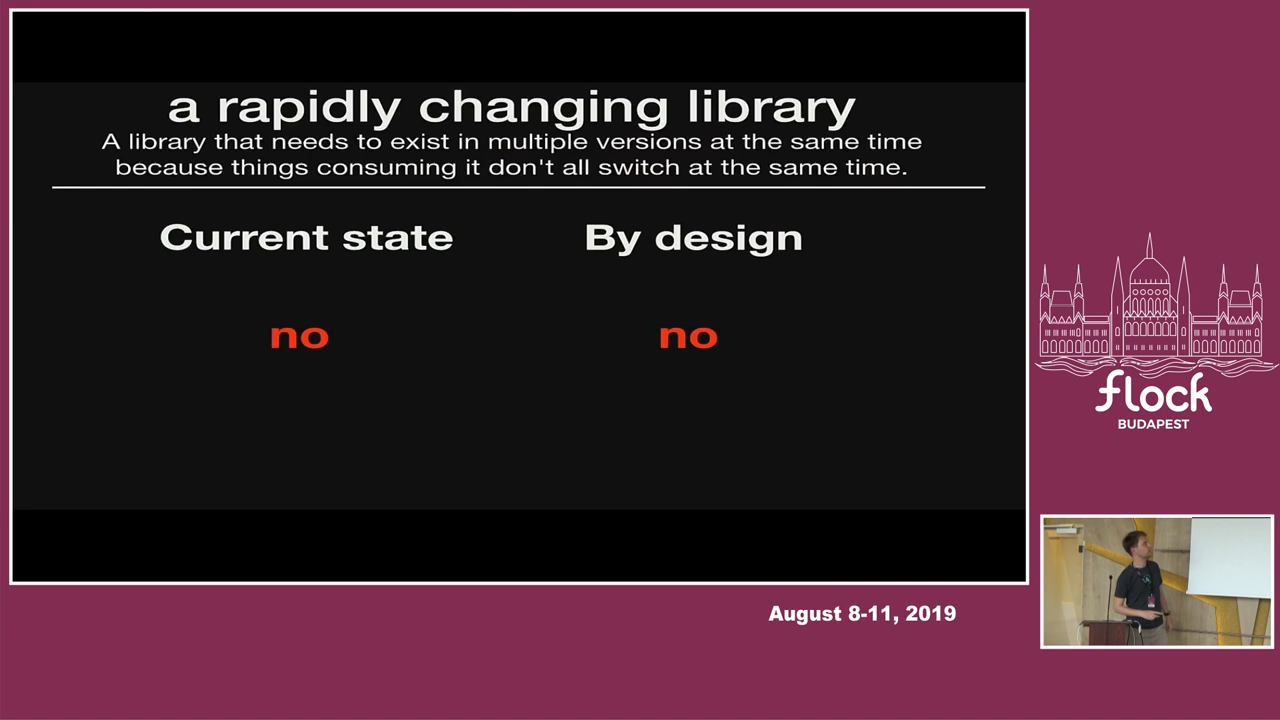 a rapidly changing library
A library that needs to exist in multiple versions at the same time
because things consuming it don't all switch at the same time.
Current state
By design
no
no
flock
BUDAPEST
August 8-11, 2019